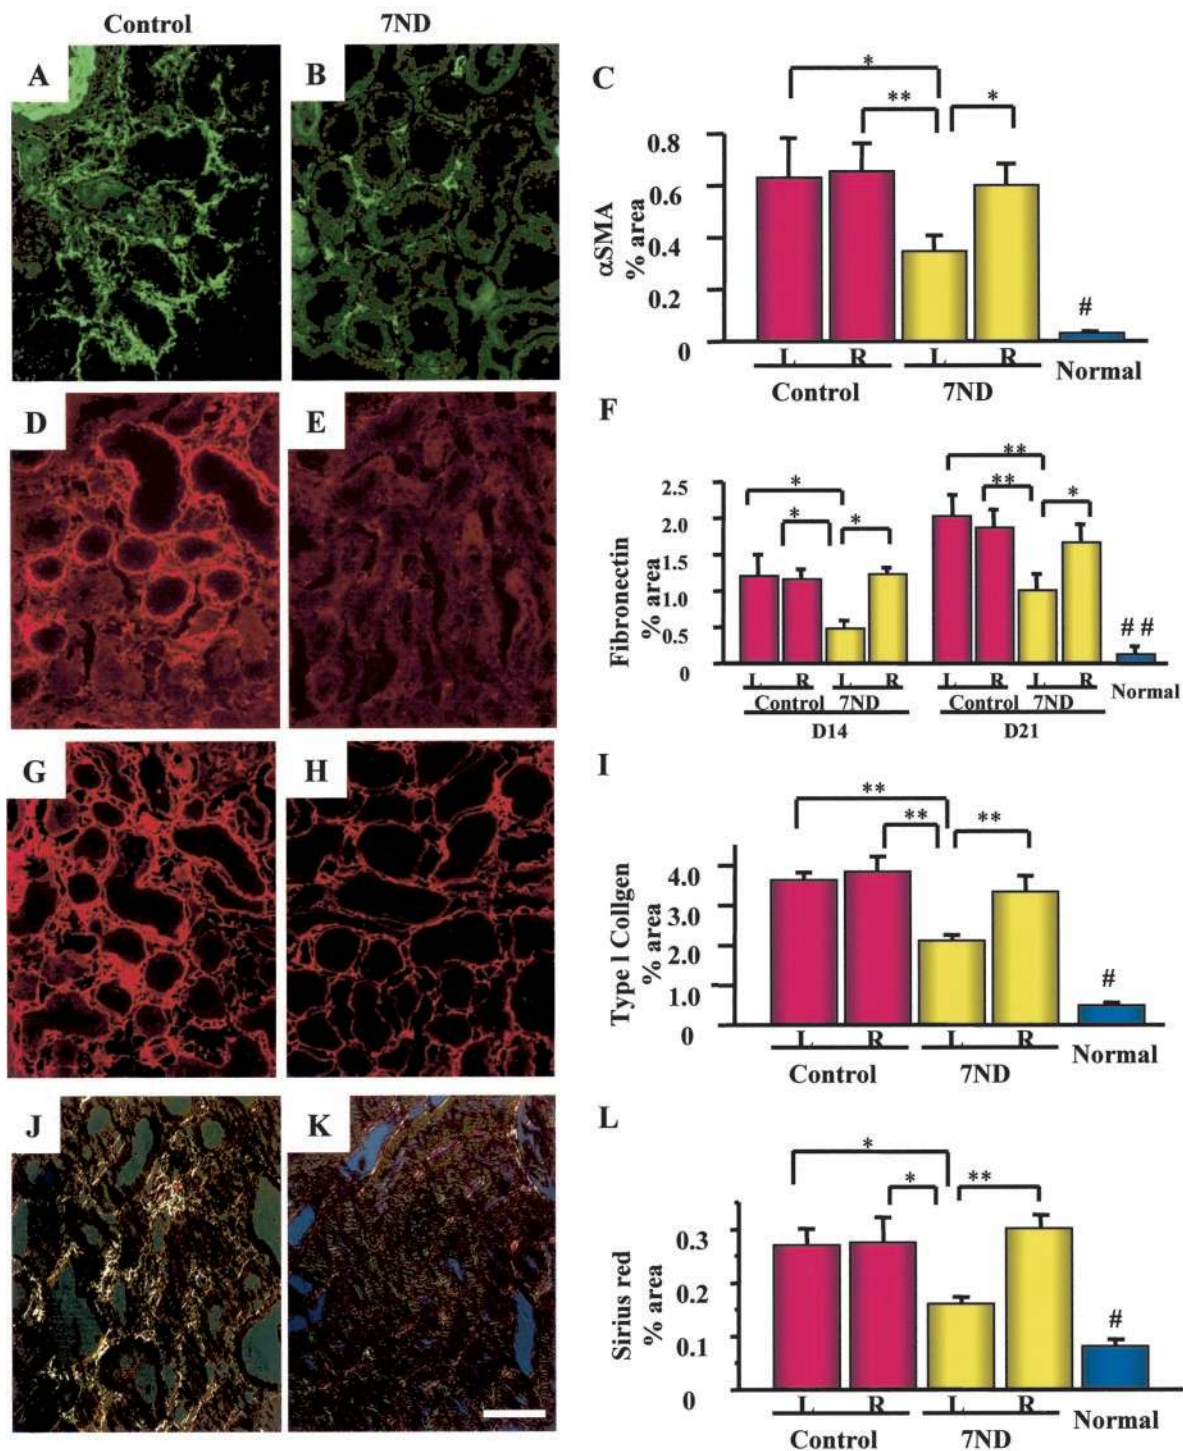 Control 7ND
A
B
C
*
** *
0.8
0.6
0.4
0.2
0
αSMA
% area
#
L R L R
Control 7ND Normal
D
E
F
**
* ** *
* *
2.5
2.0
1.5
1.0
0.5
0
Fibronectin
% area
# #
L R L R L R L R
Control 7ND Control 7ND Normal
D14 D21
G
H
I
**
** **
4.0
3.0
2.0
1.0
0
Type I Collgen
% area
#
L R L R
Control 7ND Normal
J
K
L
*
* **
0.3
0.2
0.1
0
Sirius red
% area
#
L R L R
Control 7ND Normal